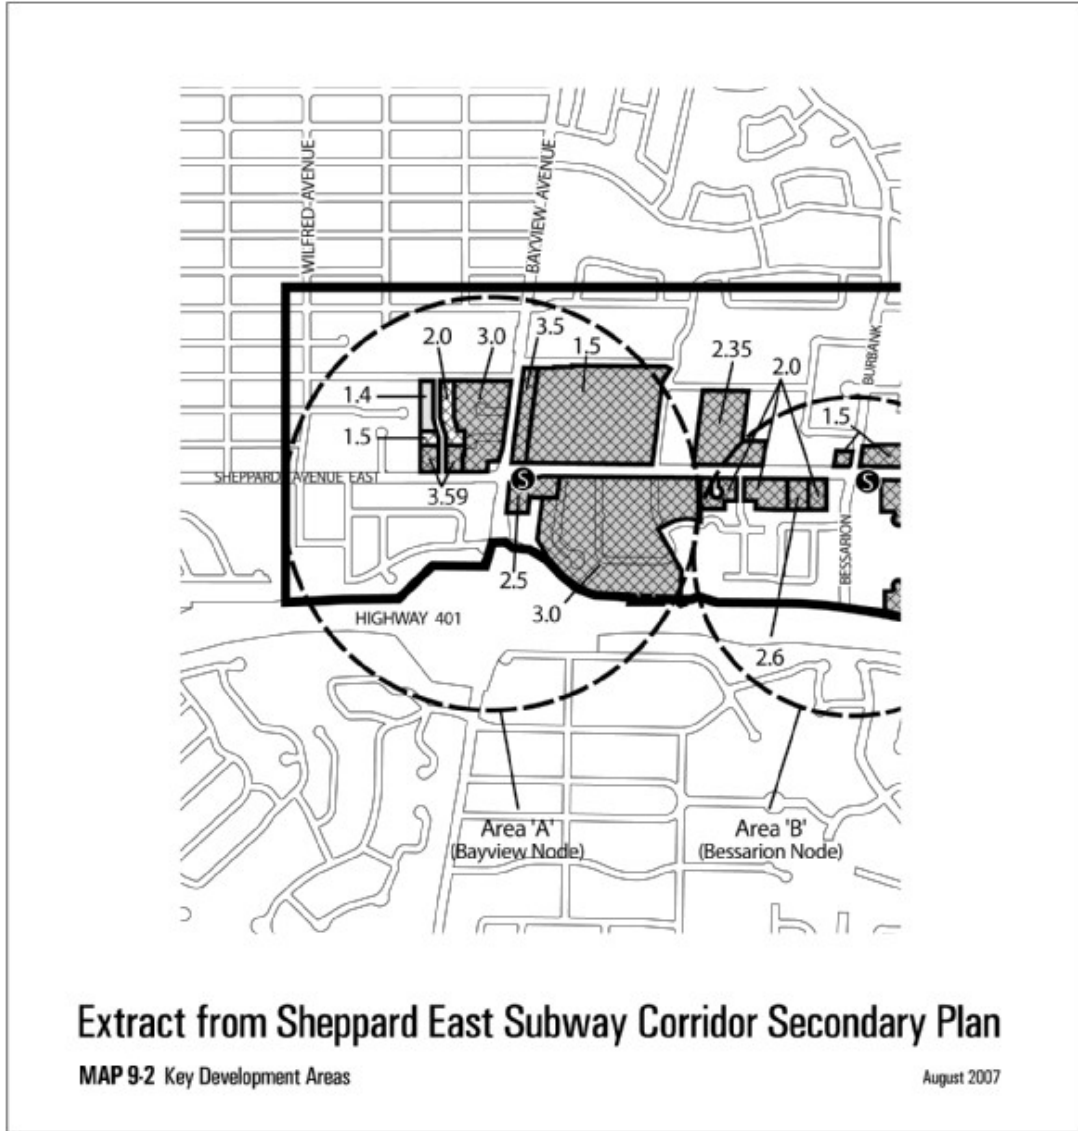 WILFRED AVENUE
BAYVIEW AVENUE
BURBANK
2.0
3.0
3.5
1.5
2.35
2.0
1.4
1.5
1.5
SHEPPARD AVENUE EAST
3.59
S
S
BESSARION
2.5
3.0
HIGHWAY 401
2.6
Area 'A'
(Bayview Node)
Area 'B'
(Bessarion Node)
Extract from Sheppard East Subway Corridor Secondary Plan
MAP 9-2 Key Development Areas
August 2007